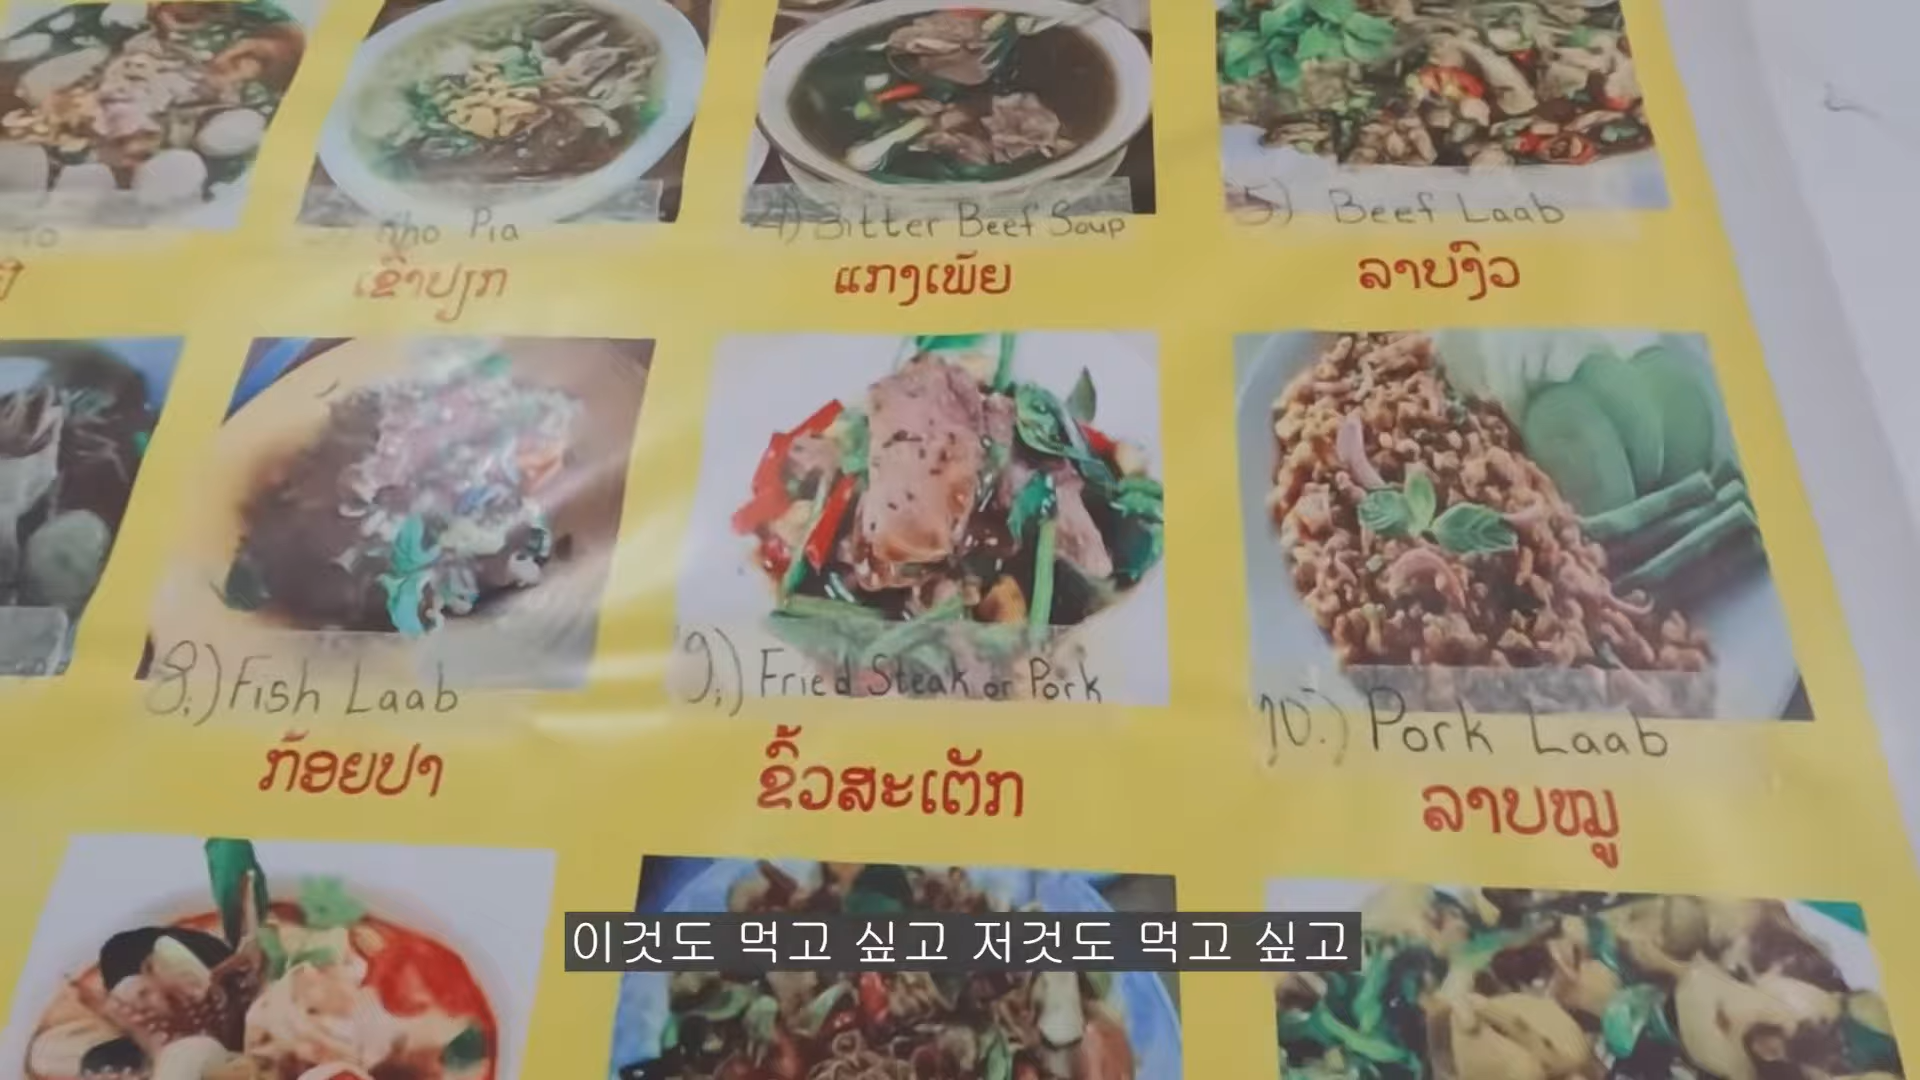 Pho Pia
4) Bitter Beef Soup
5) Beef Laab
ເຂົ້າປຽກ
ແກງເພ້ຍ
ລາບງົວ
8.) Fish Laab
9.) Fried Steak or Pork
10.) Pork Laab
ກ້ອຍປາ
ຂົ້ວສະເຕັກ
ລາບໝູ
이것도 먹고 싶고 저것도 먹고 싶고